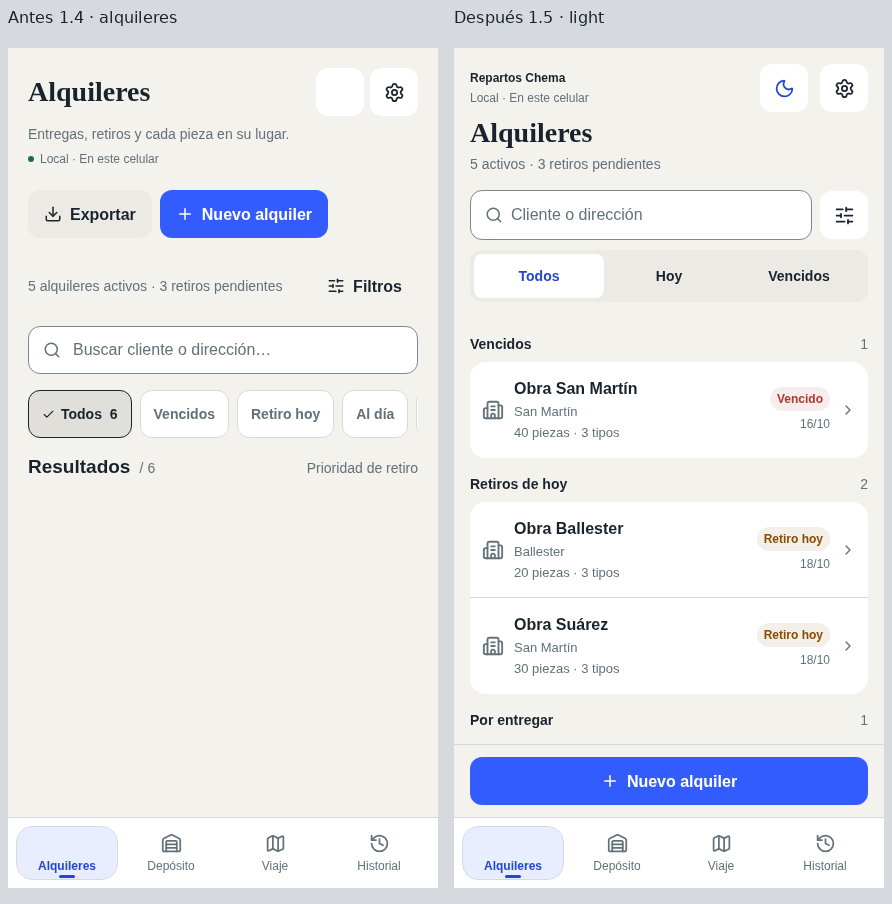 Antes 1.4 · alquileres
Alquileres
Entregas, retiros y cada pieza en su lugar.
Local · En este celular
Exportar
Nuevo alquiler
5 alquileres activos · 3 retiros pendientes
Filtros
Buscar cliente o dirección…
Todos 6
Vencidos
Retiro hoy
Al día
Resultados / 6
Prioridad de retiro
Alquileres
Depósito
Viaje
Historial
Después 1.5 · light
Repartos Chema
Local · En este celular
Alquileres
5 activos · 3 retiros pendientes
Cliente o dirección
Todos
Hoy
Vencidos
Vencidos 1
Obra San Martín
San Martín
40 piezas · 3 tipos
Vencido
16/10
Retiros de hoy 2
Obra Ballester
Ballester
20 piezas · 3 tipos
Retiro hoy
18/10
Obra Suárez
San Martín
30 piezas · 3 tipos
Retiro hoy
18/10
Por entregar 1
Nuevo alquiler
Alquileres
Depósito
Viaje
Historial